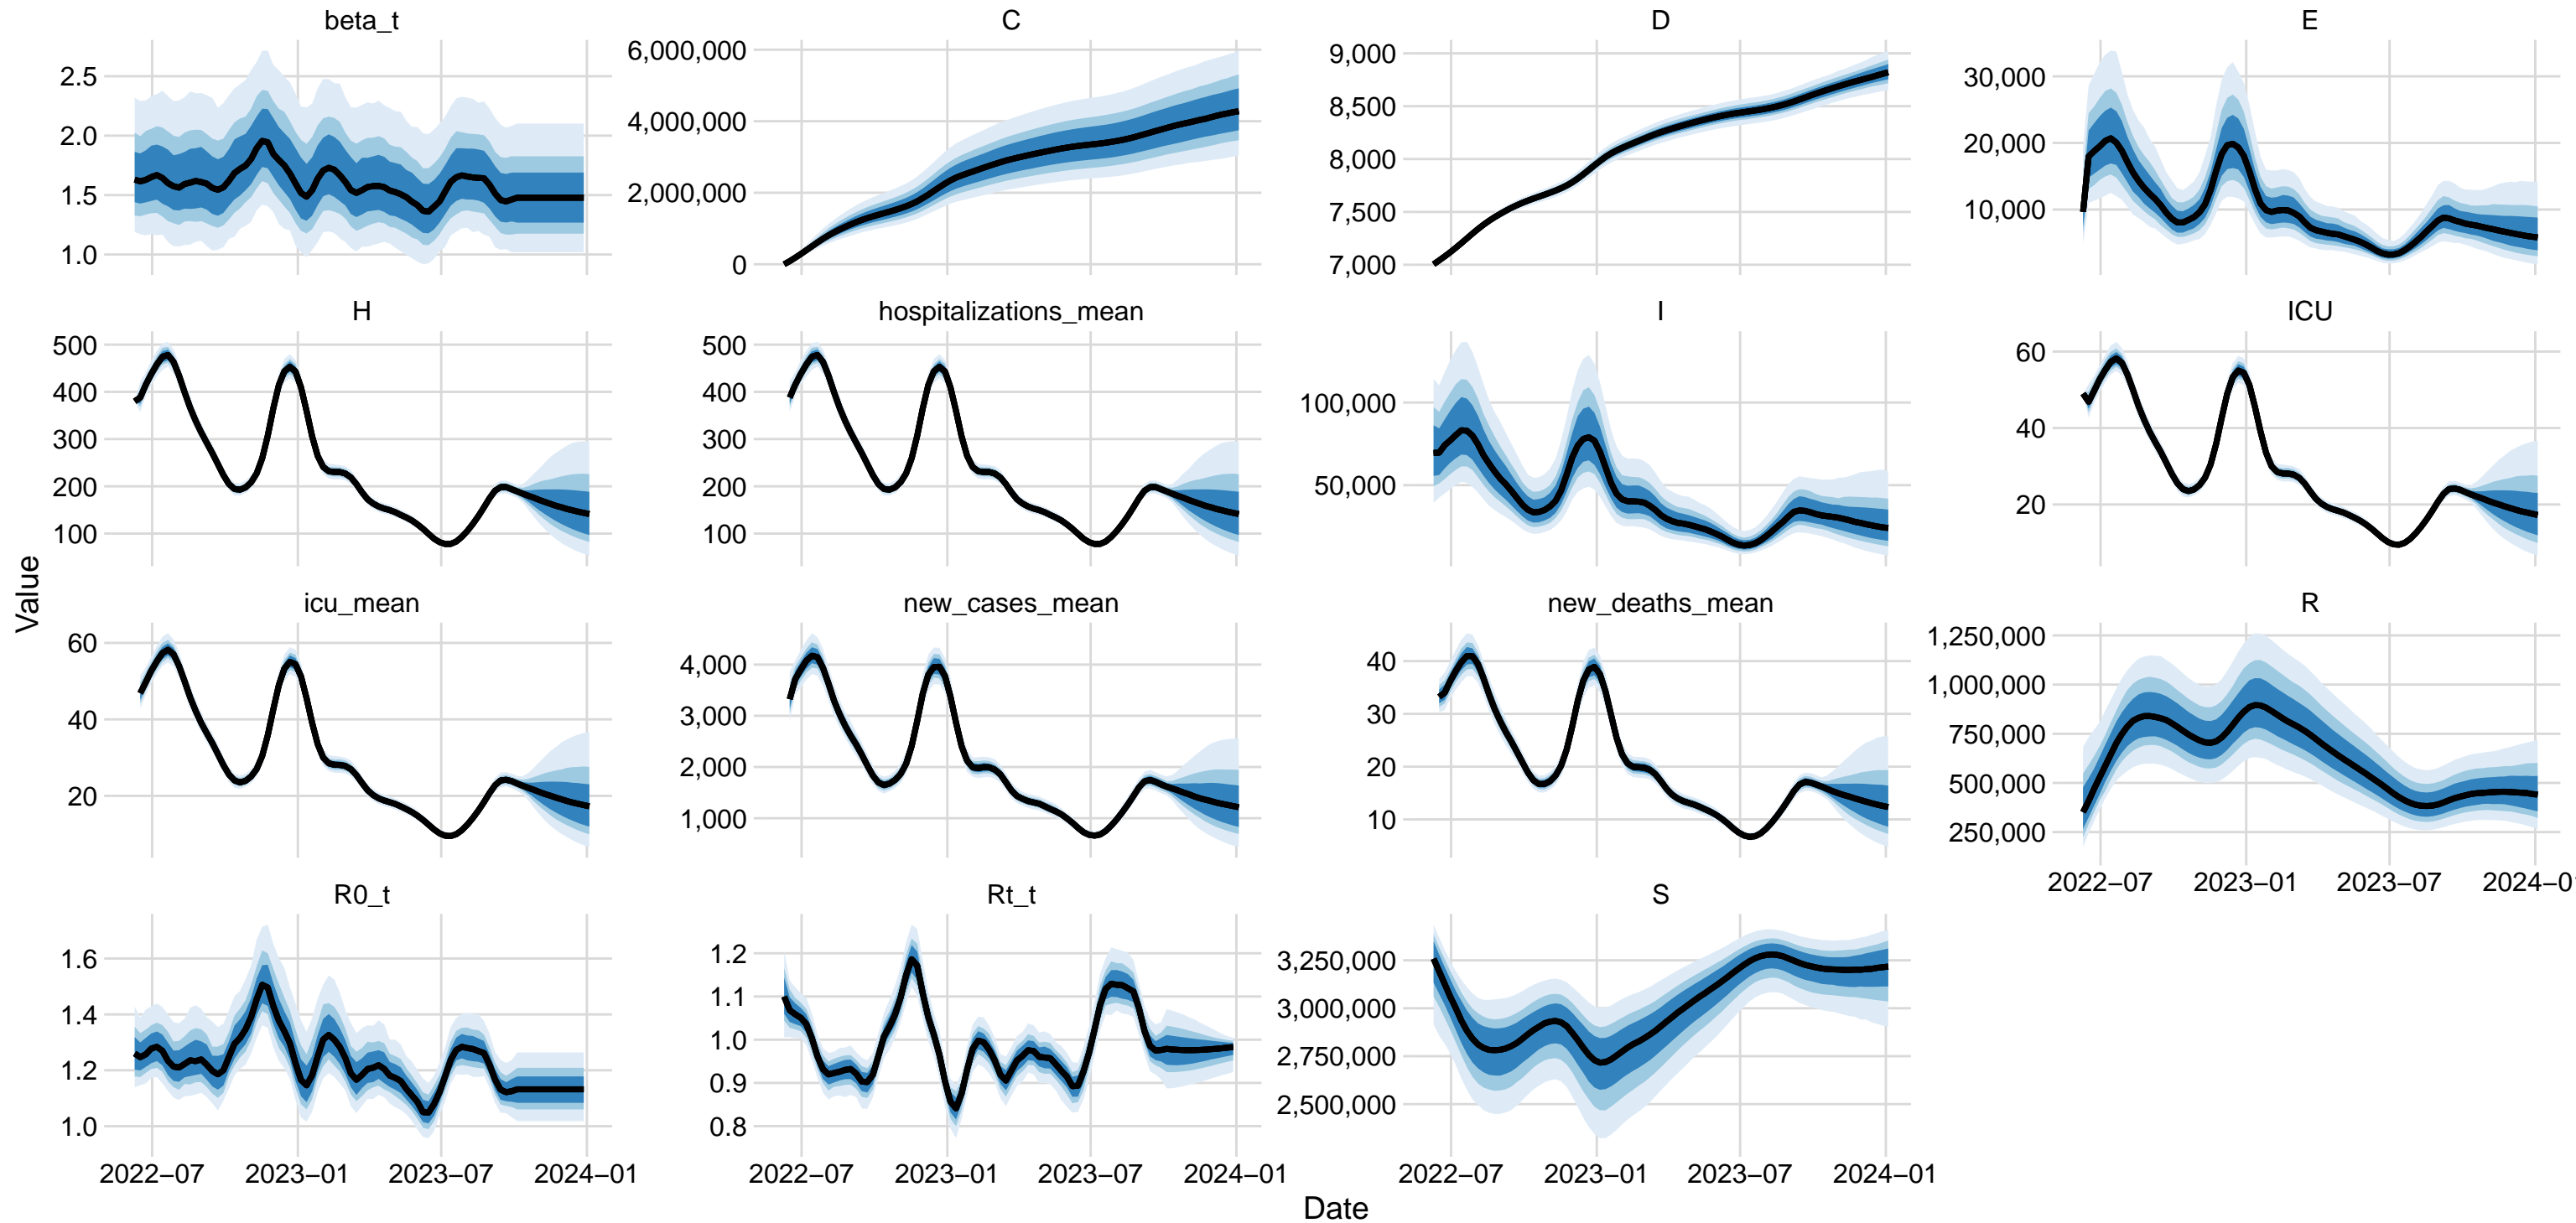 beta_t
C
D
E
2.5
2.0
1.5
1.0
6,000,000
4,000,000
2,000,000
0
9,000
8,500
8,000
7,500
7,000
30,000
20,000
10,000
H
hospitalizations_mean
I
ICU
500
400
300
200
100
500
400
300
200
100
100,000
50,000
60
40
20
Value
icu_mean
new_cases_mean
new_deaths_mean
R
60
40
20
4,000
3,000
2,000
1,000
40
30
20
10
1,250,000
1,000,000
750,000
500,000
250,000
2022−07 2023−01 2023−07 2024−0
R0_t
Rt_t
S
1.6
1.4
1.2
1.0
1.2
1.1
1.0
0.9
0.8
3,250,000
3,000,000
2,750,000
2,500,000
2022−07 2023−01 2023−07 2024−01
2022−07 2023−01 2023−07 2024−01
2022−07 2023−01 2023−07 2024−01
Date